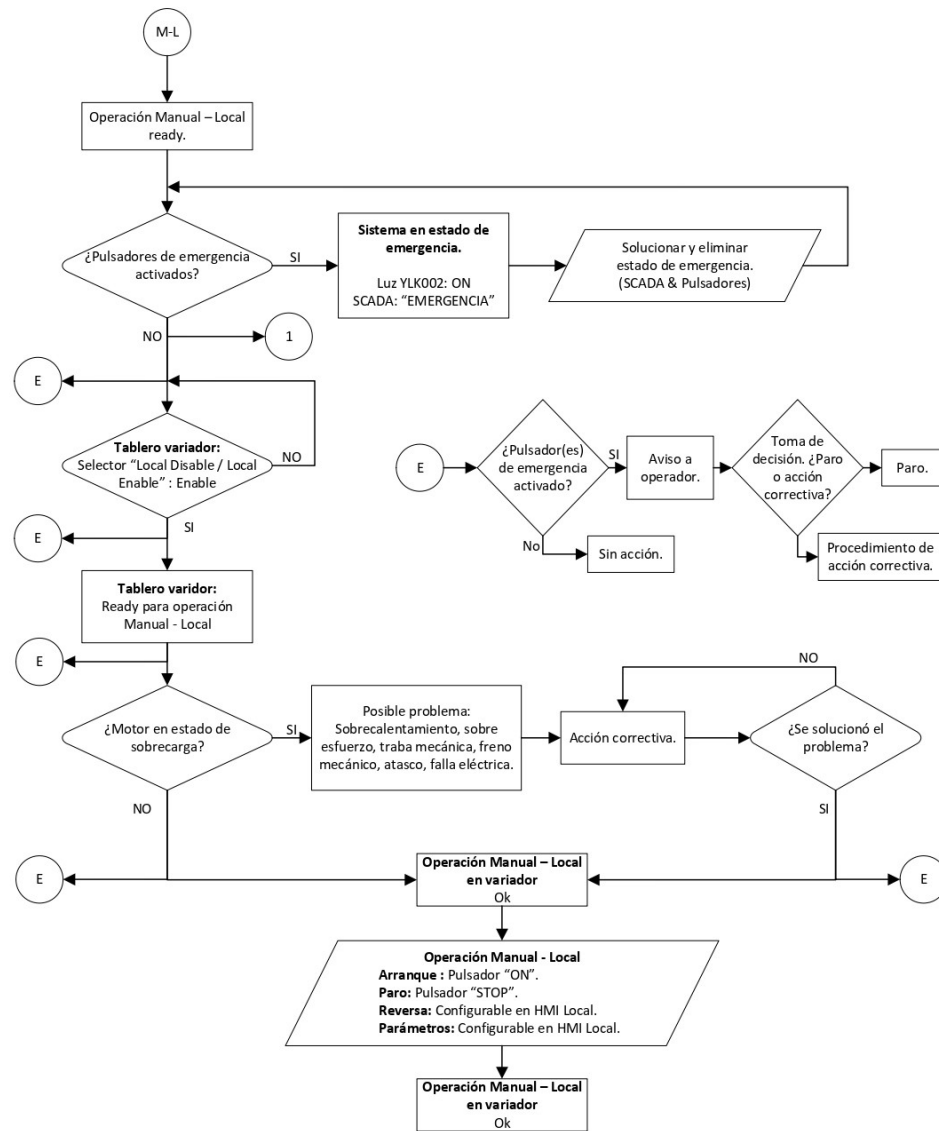 M-L
Operación Manual – Local
ready.
¿Pulsadores de emergencia
activados?
SI
Sistema en estado de
emergencia.
Luz YLK002: ON
SCADA: “EMERGENCIA”
Solucionar y eliminar
estado de emergencia.
(SCADA & Pulsadores)
NO
1
E
Tablero variador:
Selector “Local Disable / Local
Enable” : Enable
NO
SI
E
¿Pulsador(es)
de emergencia
activado?
SI
Aviso a
operador.
Toma de
decisión. ¿Paro
o acción
correctiva?
Paro.
No
Sin acción.
Procedimiento de
acción correctiva.
E
Tablero varidor:
Ready para operación
Manual - Local
E
¿Motor en estado de
sobrecarga?
SI
Posible problema:
Sobrecalentamiento, sobre
esfuerzo, traba mecánica, freno
mecánico, atasco, falla eléctrica.
Acción correctiva.
NO
¿Se solucionó el
problema?
NO
SI
E
Operación Manual – Local
en variador
Ok
E
Operación Manual - Local
Arranque : Pulsador “ON”.
Paro: Pulsador “STOP”.
Reversa: Configurable en HMI Local.
Parámetros: Configurable en HMI Local.
Operación Manual – Local
en variador
Ok